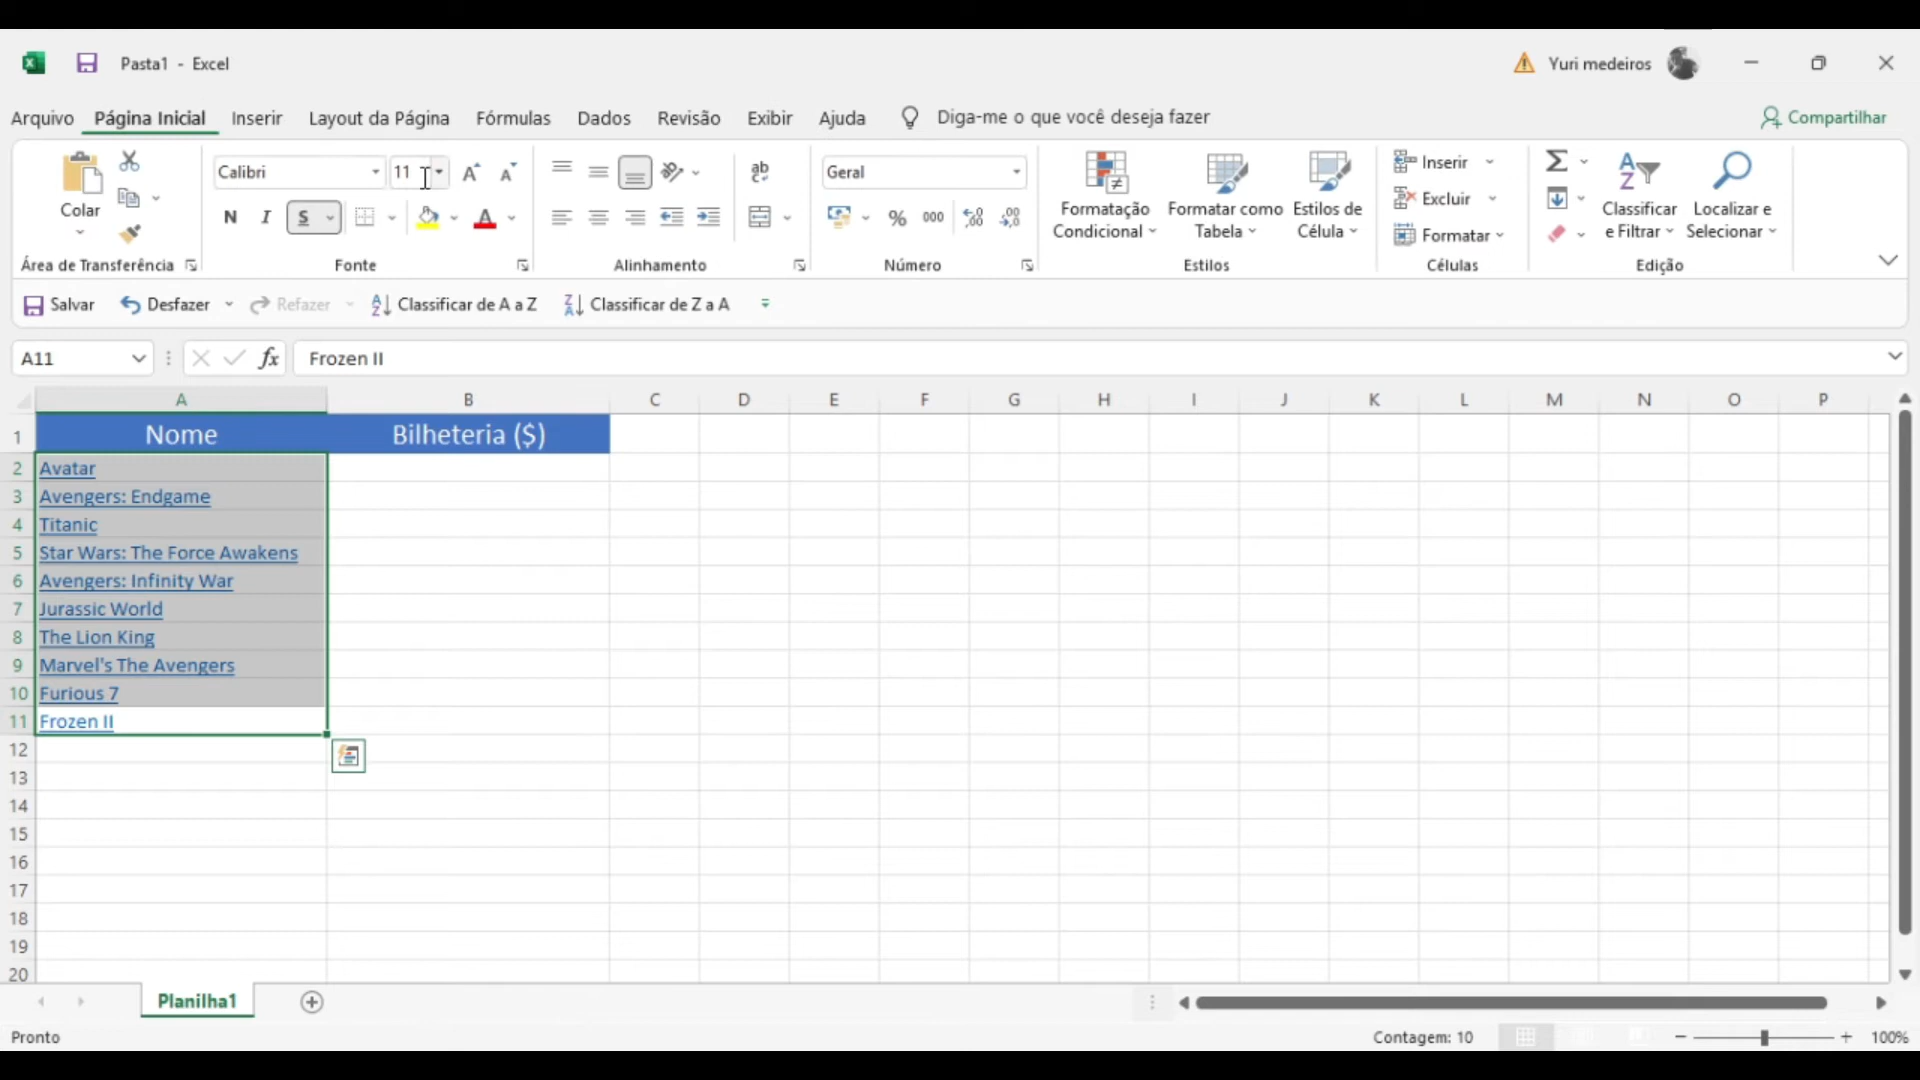 Pasta1 - Excel
Yuri medeiros
Arquivo Página Inicial Inserir Layout da Página Fórmulas Dados Revisão Exibir Ajuda Diga-me o que você deseja fazer Compartilhar
Colar
Área de Transferência
Calibri 11
N I S
Fonte
ab
Alinhamento
Geral
% 000
Número
Formatação Condicional
Formatar como Tabela
Estilos de Célula
Estilos
Inserir
Excluir
Formatar
Células
Classificar e Filtrar
Localizar e Selecionar
Edição
Salvar Desfazer Refazer Classificar de A a Z Classificar de Z a A
A11 fx Frozen II
A B C D E F G H I J K L M N O P
1 Nome Bilheteria ($)
2 Avatar
3 Avengers: Endgame
4 Titanic
5 Star Wars: The Force Awakens
6 Avengers: Infinity War
7 Jurassic World
8 The Lion King
9 Marvel's The Avengers
10 Furious 7
11 Frozen II
12
13
14
15
16
17
18
19
20
Planilha1
Pronto Contagem: 10 100%